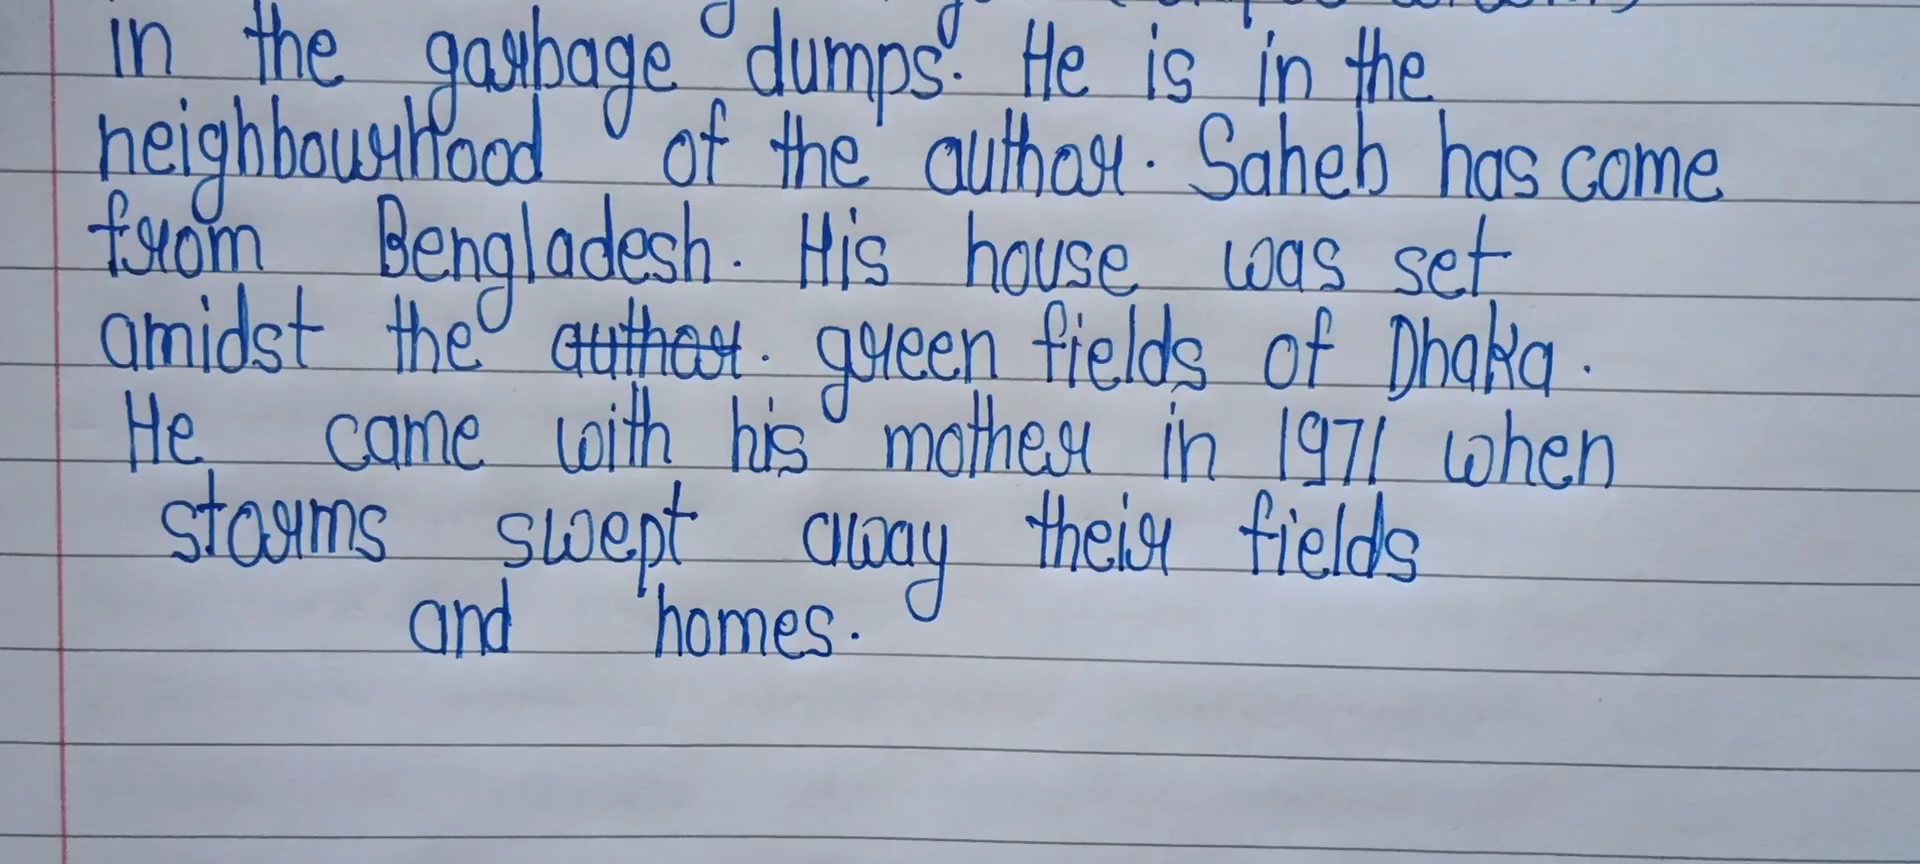 in the garbage dumps. He is in the
neighbourhood of the author. Saheb has come
from Bengladesh. His house was set
amidst the author. green fields of Dhaka.
He came with his mother in 1971 when
storms swept away their fields
and homes.